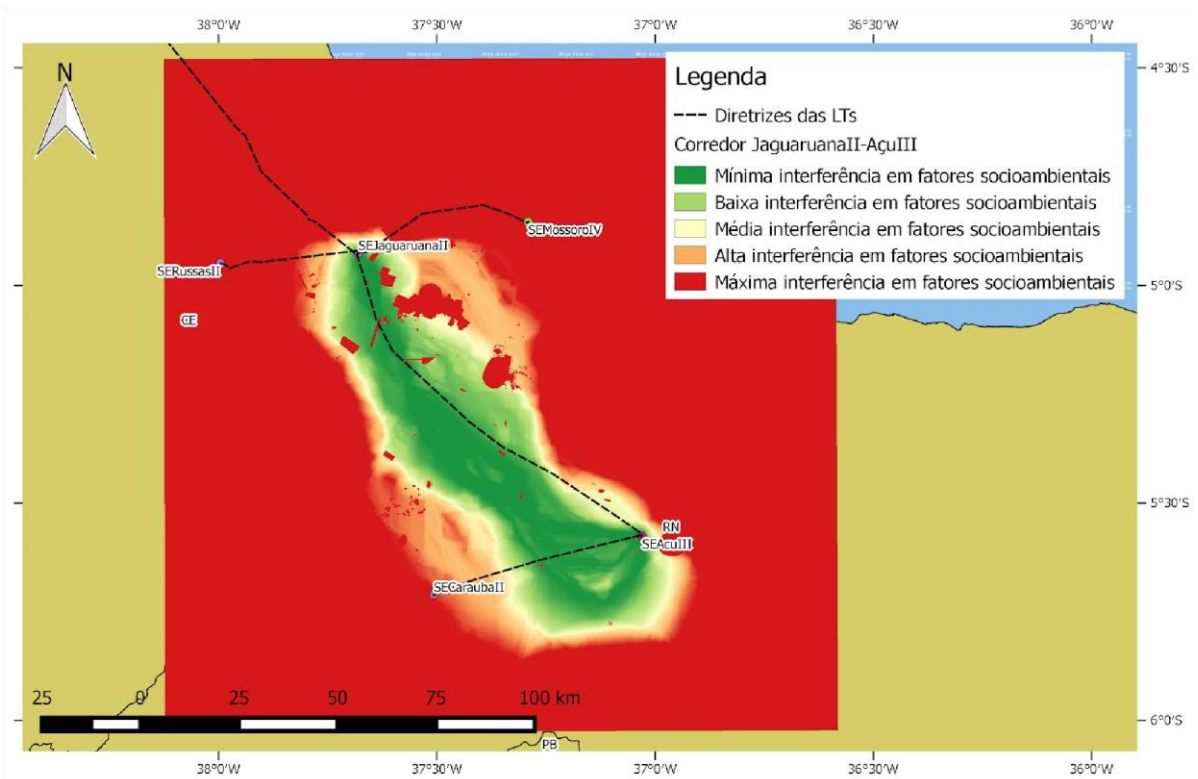 38°0'W 37°30'W 37°0'W 36°30'W 36°0'W
N
4°30'S
5°0'S
5°30'S
6°0'S
Legenda
Diretrizes das LTs
Corredor JaguaruanaII-AçuIII
Mínima interferência em fatores socioambientais
Baixa interferência em fatores socioambientais
Média interferência em fatores socioambientais
Alta interferência em fatores socioambientais
Máxima interferência em fatores socioambientais
SEMossoroIV
SEJaguaruanaII
SERussasII
CE
RN
SEAcuIII
SECaraubaII
25 0 25 50 75 100 km
PB
38°0'W 37°30'W 37°0'W 36°30'W 36°0'W